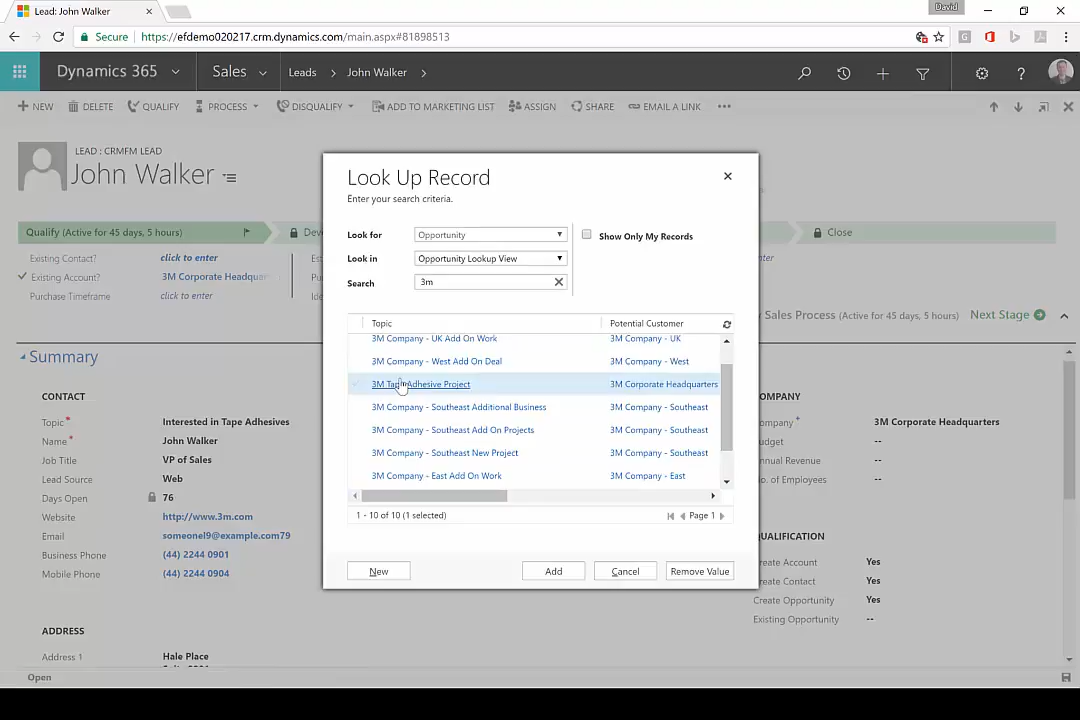 Lead: John Walker
David
Secure
https://efdemo020217.crm.dynamics.com/main.aspx#81898513
Dynamics 365
Sales
Leads
John Walker
NEW
DELETE
QUALIFY
PROCESS
DISQUALIFY
ADD TO MARKETING LIST
ASSIGN
SHARE
EMAIL A LINK
LEAD : CRMFM LEAD
John Walker
Qualify (Active for 45 days, 5 hours)
Close
Existing Contact?
click to enter
Existing Account?
3M Corporate Headquar
Purchase Timeframe
click to enter
Sales Process (Active for 45 days, 5 hours)
Next Stage
Summary
CONTACT
Topic*
Interested in Tape Adhesives
Name*
John Walker
Job Title
VP of Sales
Lead Source
Web
Days Open
76
Website
http://www.3m.com
Email
someonel9@example.com79
Business Phone
(44) 2244 0901
Mobile Phone
(44) 2244 0904
ADDRESS
Address 1
Hale Place
Look Up Record
Enter your search criteria.
Look for
Opportunity
Show Only My Records
Look in
Opportunity Lookup View
Search
3m
Topic
Potential Customer
3M Company - UK Add On Work
3M Company - UK
3M Company - West Add On Deal
3M Company - West
3M Tape Adhesive Project
3M Corporate Headquarters
3M Company - Southeast Additional Business
3M Company - Southeast
3M Company - Southeast Add On Projects
3M Company - Southeast
3M Company - Southeast New Project
3M Company - Southeast
3M Company - East Add On Work
3M Company - East
1 - 10 of 10 (1 selected)
Page 1
New
Add
Cancel
Remove Value
3M Corporate Headquarters
--
--
--
Create Account
Yes
Create Contact
Yes
Create Opportunity
Yes
Existing Opportunity
--
Open